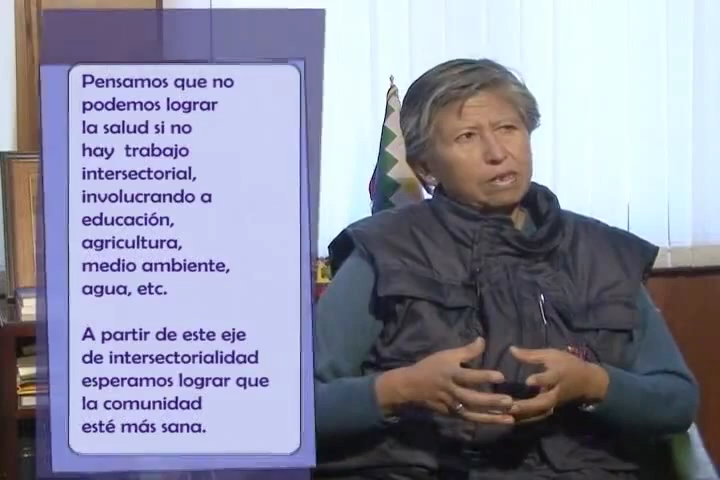 Pensamos que no
podemos lograr
la salud si no
hay trabajo
intersectorial,
involucrando a
educación,
agricultura,
medio ambiente,
agua, etc.
A partir de este eje
de intersectorialidad
esperamos lograr que
la comunidad
esté más sana.